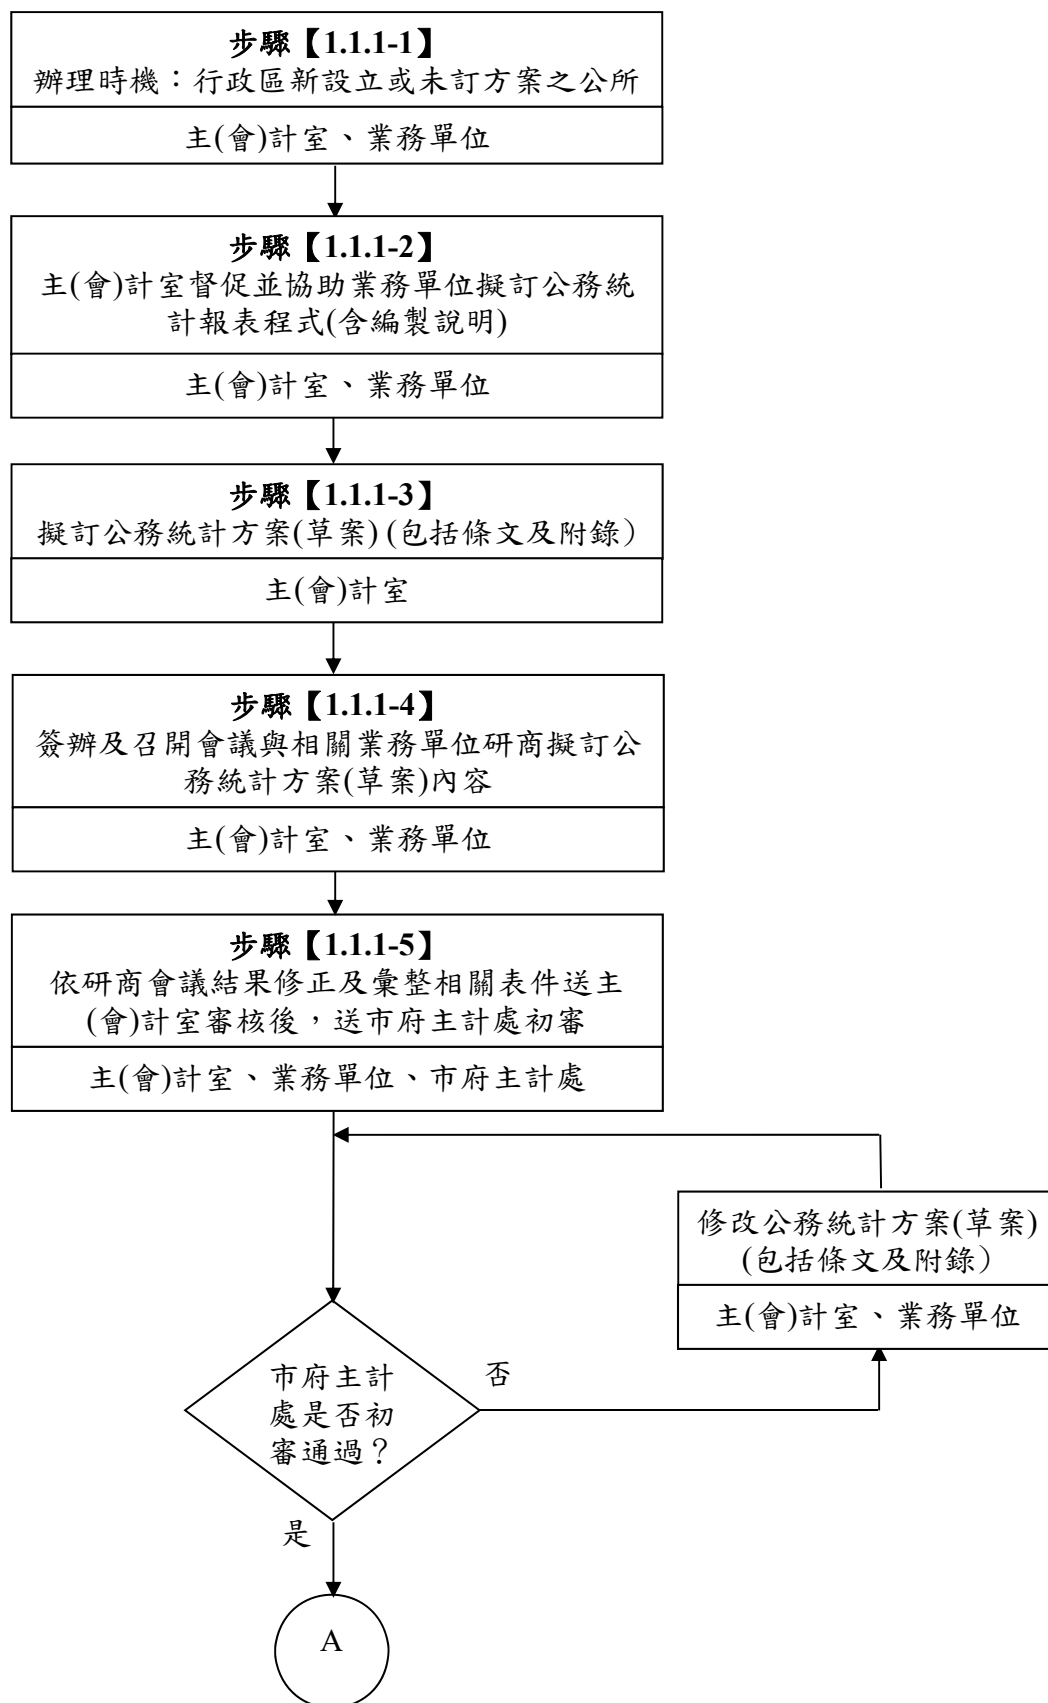 步驟【1.1.1-1】
辦理時機：行政區新設立或未訂方案之公所
主(會)計室、業務單位
步驟【1.1.1-2】
主(會)計室督促並協助業務單位擬訂公務統
計報表程式(含編製說明)
主(會)計室、業務單位
步驟【1.1.1-3】
擬訂公務統計方案(草案) (包括條文及附錄）
主(會)計室
步驟【1.1.1-4】
簽辦及召開會議與相關業務單位研商擬訂公
務統計方案(草案)內容
主(會)計室、業務單位
步驟【1.1.1-5】
依研商會議結果修正及彙整相關表件送主
(會)計室審核後，送市府主計處初審
主(會)計室、業務單位、市府主計處
修改公務統計方案(草案)
(包括條文及附錄）
主(會)計室、業務單位
市府主計
處是否初
審通過？
否
是
A